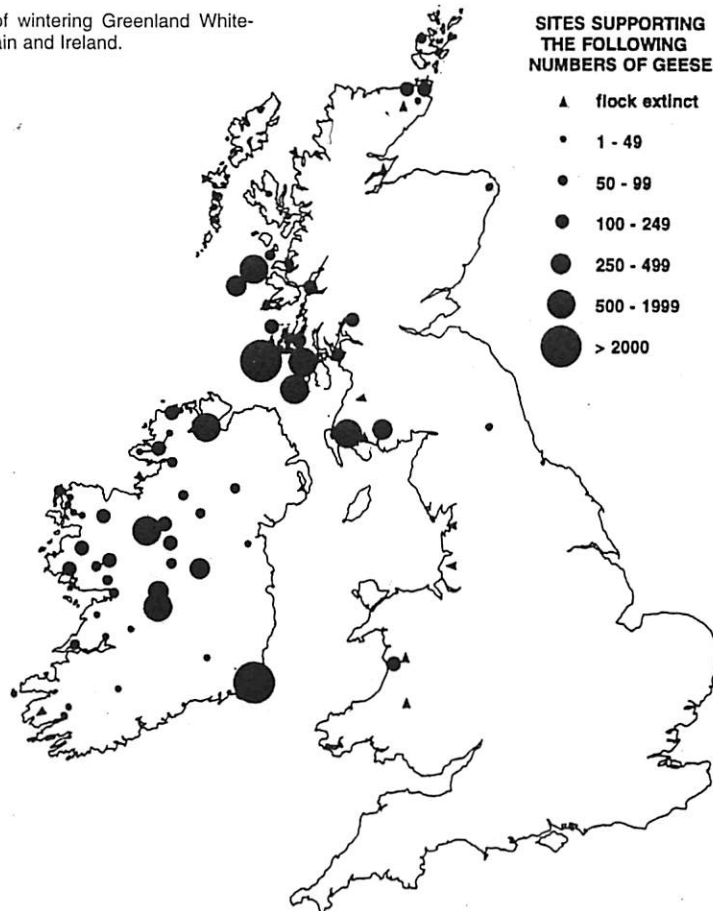 of wintering Greenland White-
ain and Ireland.
SITES SUPPORTING
THE FOLLOWING
NUMBERS OF GEESE
flock extinct
1 - 49
50 - 99
100 - 249
250 - 499
500 - 1999
> 2000